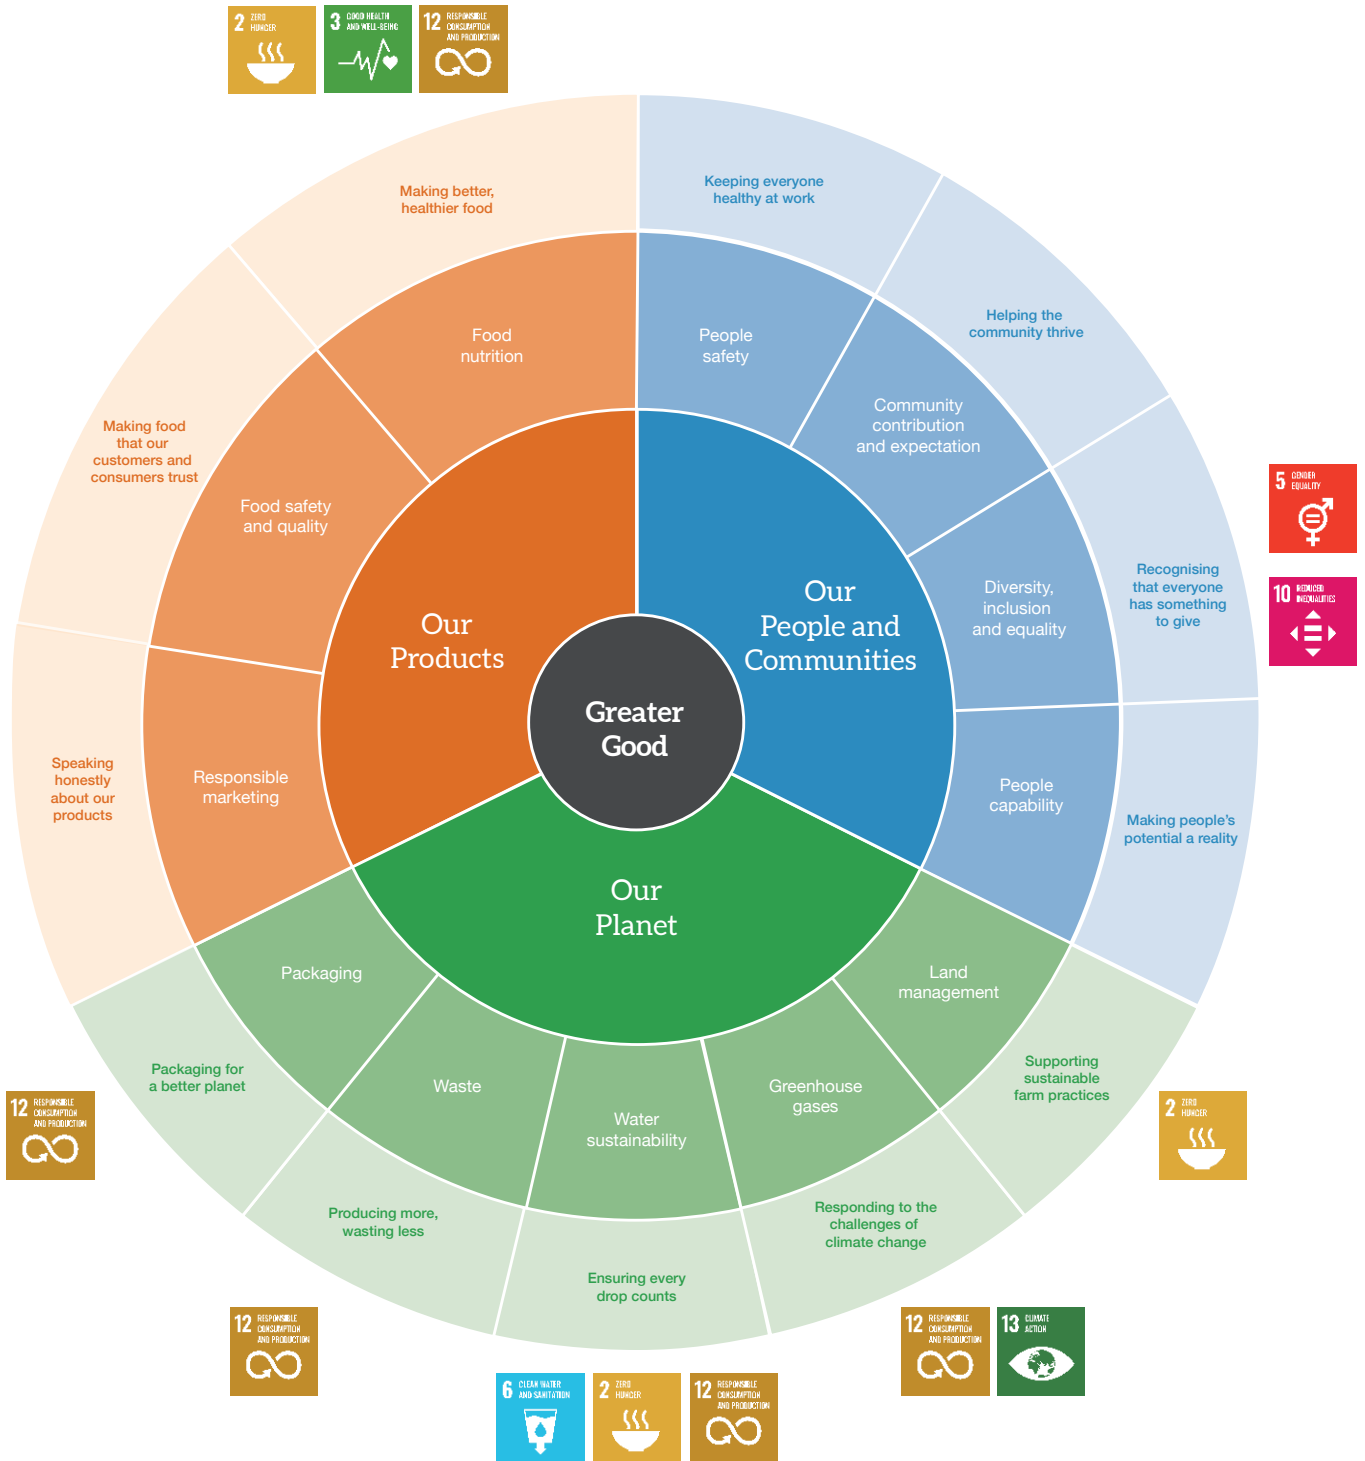 2 ZERO
HUNGER
3 GOOD HEALTH
AND WELL-BEING
12 RESPONSIBLE
CONSUMPTION
AND PRODUCTION
Making better,
healthier food
Keeping everyone
healthy at work
Helping the
community thrive
Food
nutrition
People
safety
Community
contribution
and expectation
Making food
that our
customers and
consumers trust
Food safety
and quality
5 GENDER
EQUALITY
10 REDUCED
INEQUALITIES
Recognising
that everyone
has something
to give
Diversity,
inclusion
and equality
Our
People and
Communities
Our
Products
Greater
Good
Speaking
honestly
about our
products
Responsible
marketing
People
capability
Making people's
potential a reality
Our
Planet
Packaging
Land
management
Packaging for
a better planet
Waste
Water
sustainability
Greenhouse
gases
Supporting
sustainable
farm practices
12 RESPONSIBLE
CONSUMPTION
AND PRODUCTION
2 ZERO
HUNGER
Producing more,
wasting less
Ensuring every
drop counts
Responding to the
challenges of
climate change
12 RESPONSIBLE
CONSUMPTION
AND PRODUCTION
12 RESPONSIBLE
CONSUMPTION
AND PRODUCTION
13 CLIMATE
ACTION
6 CLEAN WATER
AND SANITATION
2 ZERO
HUNGER
12 RESPONSIBLE
CONSUMPTION
AND PRODUCTION